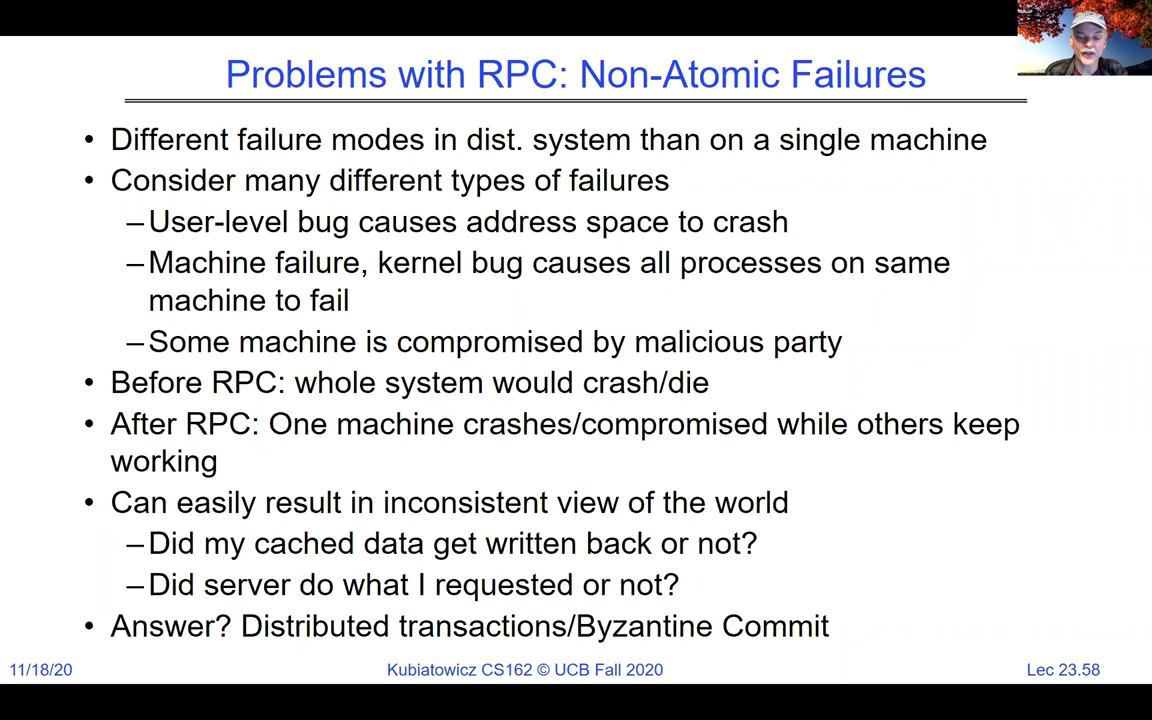 Problems with RPC: Non-Atomic Failures
• Different failure modes in dist. system than on a single machine
• Consider many different types of failures
– User-level bug causes address space to crash
– Machine failure, kernel bug causes all processes on same
machine to fail
– Some machine is compromised by malicious party
• Before RPC: whole system would crash/die
• After RPC: One machine crashes/compromised while others keep
working
• Can easily result in inconsistent view of the world
– Did my cached data get written back or not?
– Did server do what I requested or not?
• Answer? Distributed transactions/Byzantine Commit
11/18/20 Kubiatowicz CS162 © UCB Fall 2020 Lec 23.58